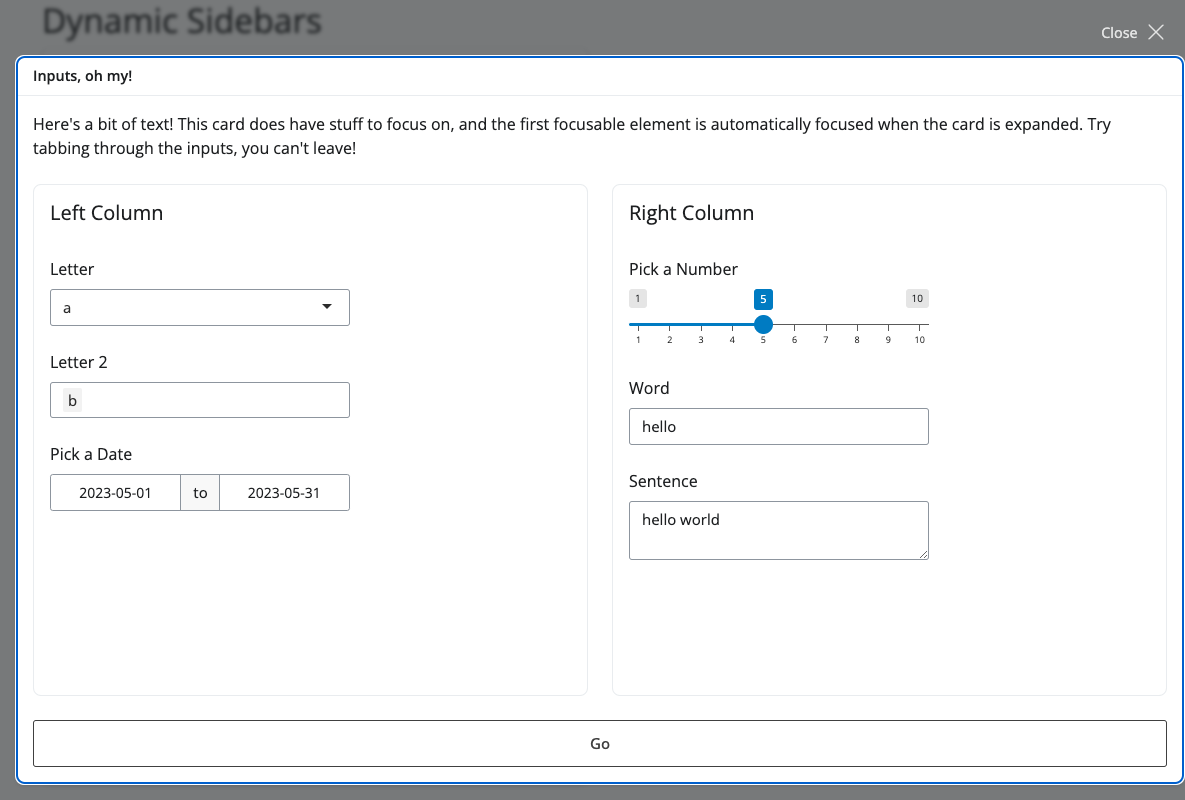 Dynamic Sidebars
Close
Inputs, oh my!
Here's a bit of text! This card does have stuff to focus on, and the first focusable element is automatically focused when the card is expanded. Try
tabbing through the inputs, you can't leave!
Left Column
Letter
a
Letter 2
b
Pick a Date
2023-05-01 to 2023-05-31
Right Column
Pick a Number
1 5 10
1 2 3 4 5 6 7 8 9 10
Word
hello
Sentence
hello world
Go